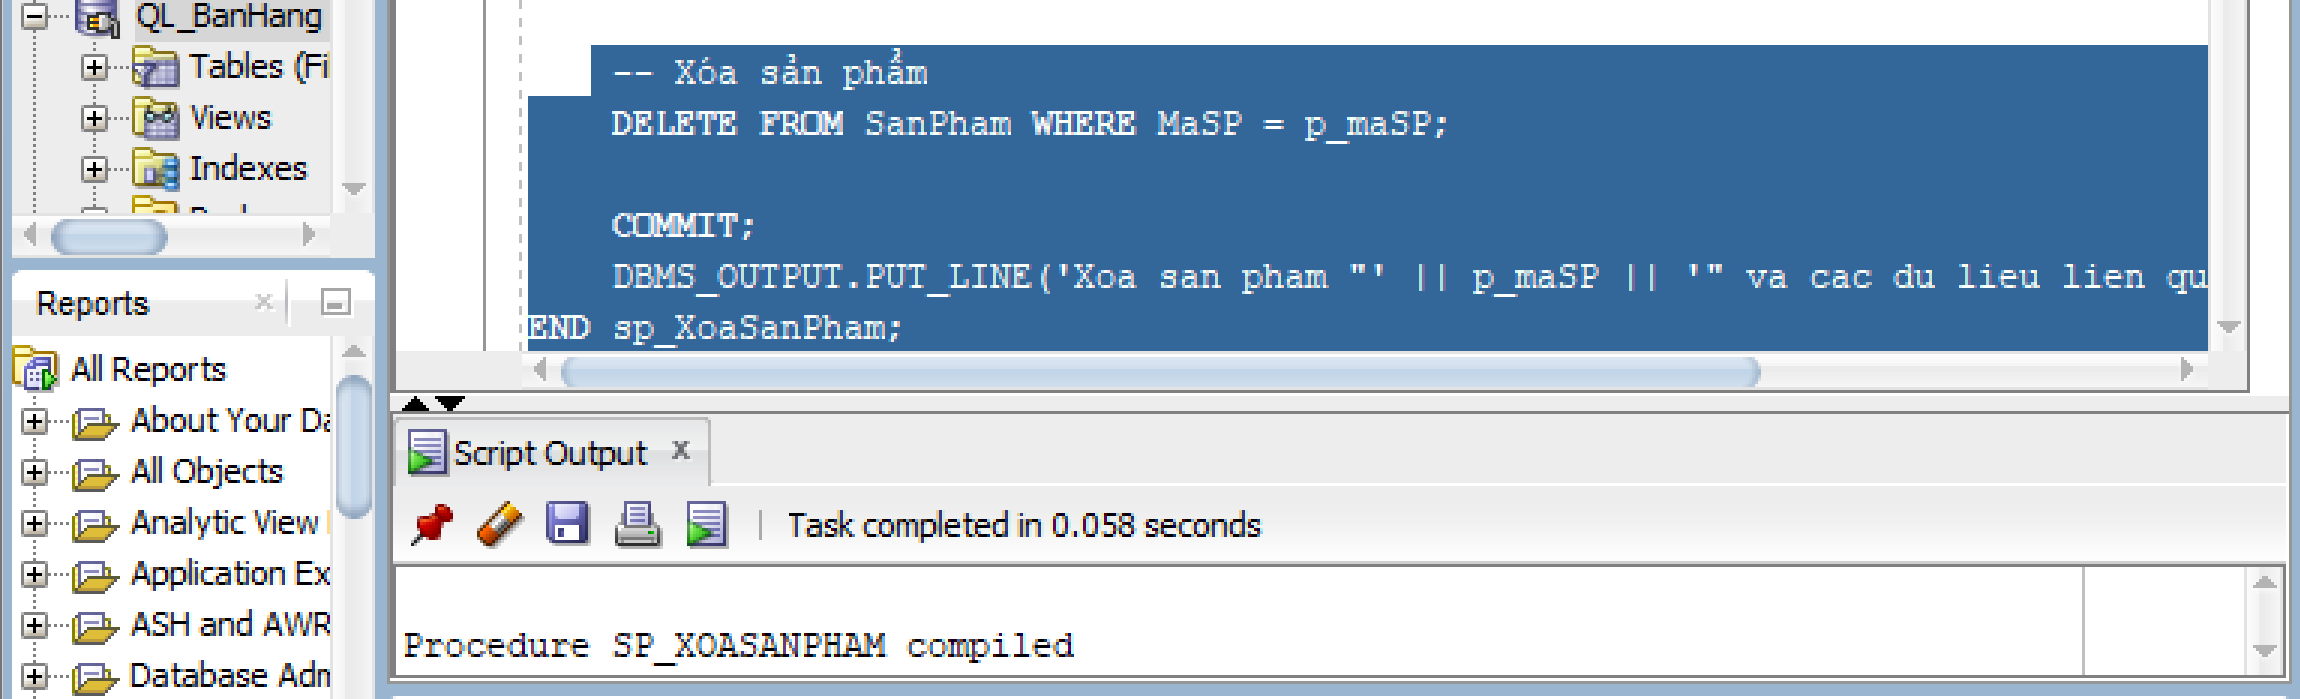 QL_BanHang
Tables (Fi
Views
Indexes
Reports
All Reports
About Your Da
All Objects
Analytic View
Application Ex
ASH and AWR
Database Adm
-- Xóa sản phẩm
DELETE FROM SanPham WHERE MaSP = p_maSP;
COMMIT;
DBMS_OUTPUT.PUT_LINE('Xoa san pham "' || p_maSP || '" va cac du lieu lien qu
END sp_XoaSanPham;
Script Output
Task completed in 0.058 seconds
Procedure SP_XOASANPHAM compiled